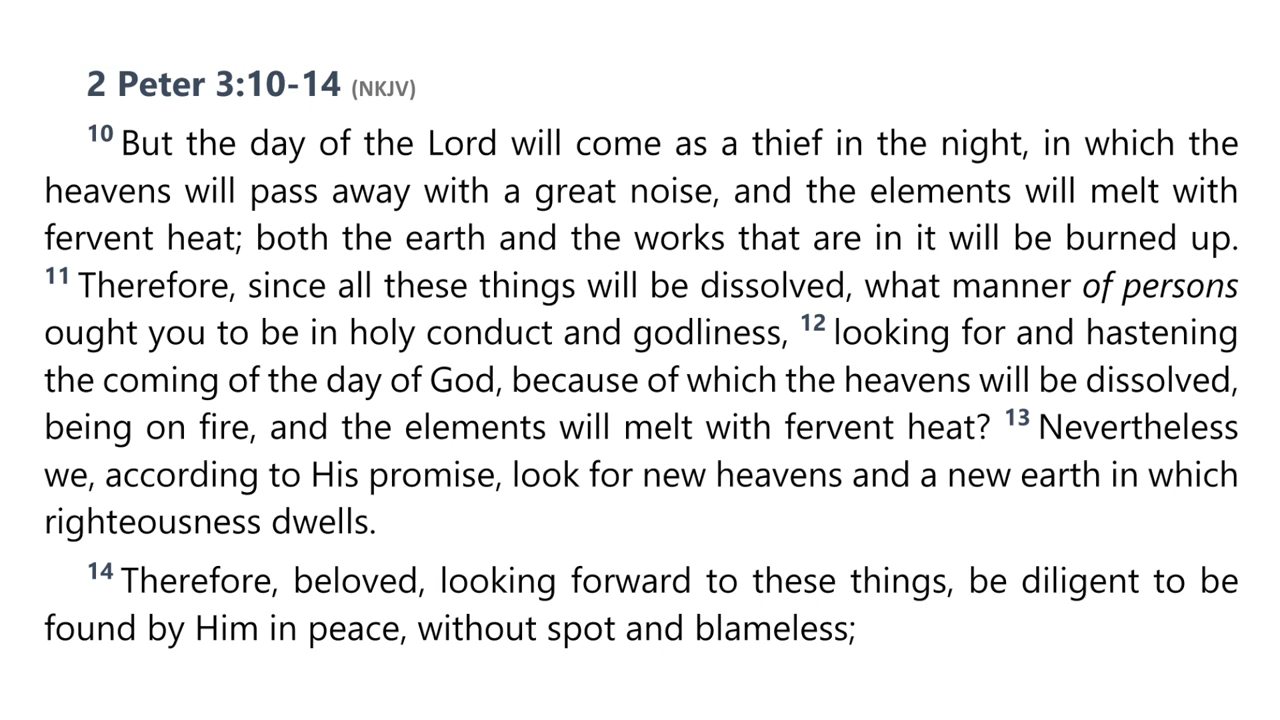 2 Peter 3:10-14 (NKJV)
10 But the day of the Lord will come as a thief in the night, in which the
heavens will pass away with a great noise, and the elements will melt with
fervent heat; both the earth and the works that are in it will be burned up.
11 Therefore, since all these things will be dissolved, what manner of persons
ought you to be in holy conduct and godliness, 12 looking for and hastening
the coming of the day of God, because of which the heavens will be dissolved,
being on fire, and the elements will melt with fervent heat? 13 Nevertheless
we, according to His promise, look for new heavens and a new earth in which
righteousness dwells.
14 Therefore, beloved, looking forward to these things, be diligent to be
found by Him in peace, without spot and blameless;